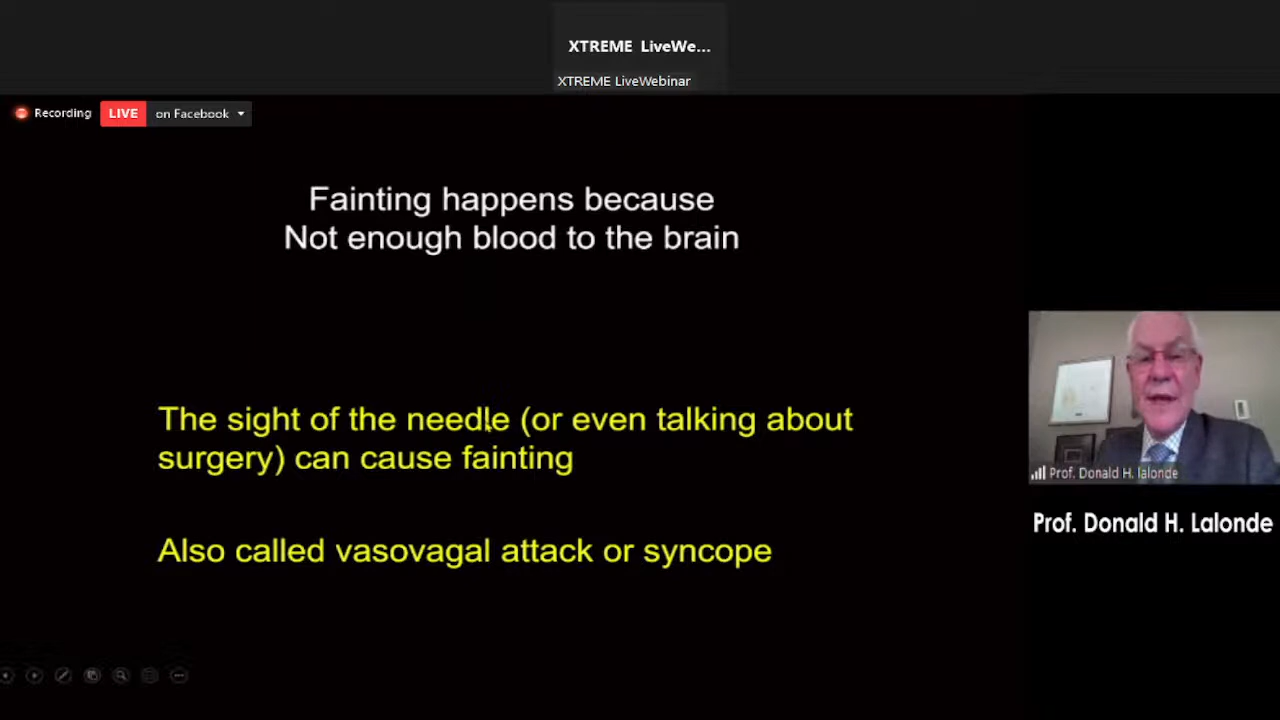 XTREME LiveWe...
XTREME LiveWebinar
Recording
LIVE
on Facebook
Fainting happens because
Not enough blood to the brain
The sight of the needle (or even talking about
surgery) can cause fainting
Also called vasovagal attack or syncope
Prof. Donald H. lalonde
Prof. Donald H. Lalonde